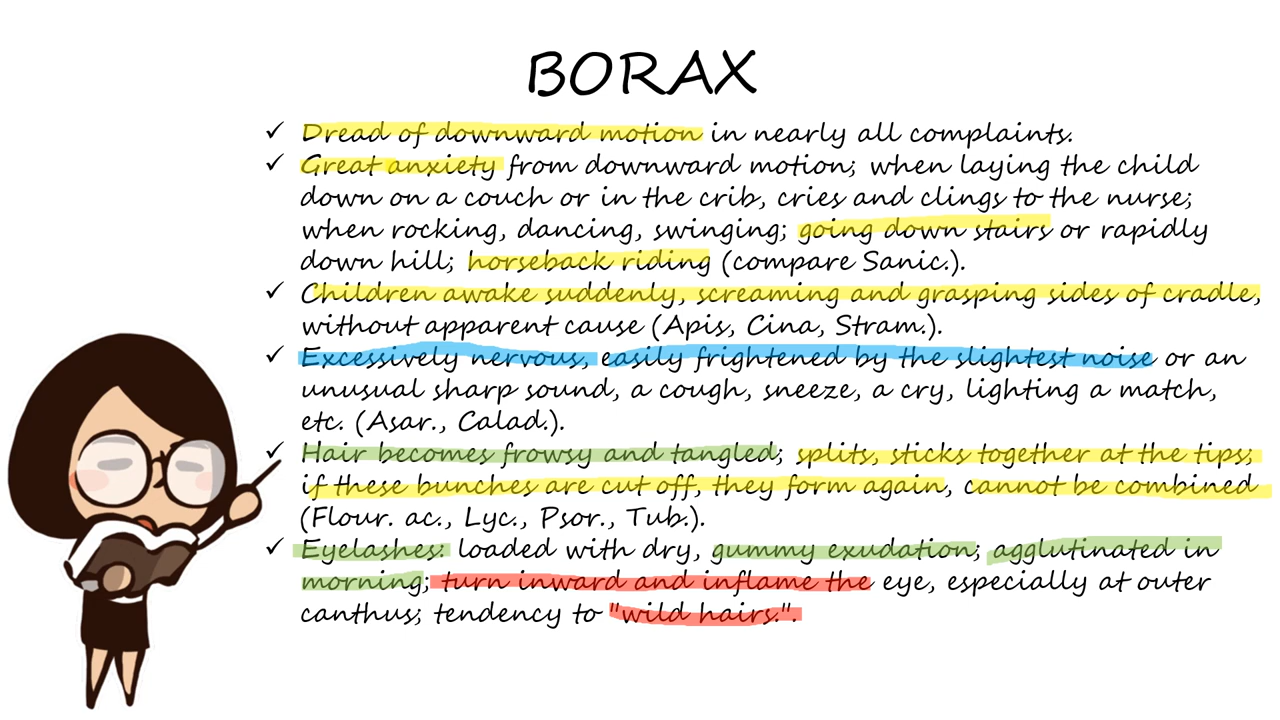 BORAX
✓ Dread of downward motion in nearly all complaints.
✓ Great anxiety from downward motion; when laying the child
down on a couch or in the crib, cries and clings to the nurse;
when rocking, dancing, swinging; going down stairs or rapidly
down hill; horseback riding (compare Sanic.).
✓ Children awake suddenly, screaming and grasping sides of cradle,
without apparent cause (Apis, Cina, Stram.).
✓ Excessively nervous, easily frightened by the slightest noise or an
unusual sharp sound, a cough, sneeze, a cry, lighting a match,
etc. (Asar., Calad.).
✓ Hair becomes frowsy and tangled; splits, sticks together at the tips;
if these bunches are cut off, they form again, cannot be combined
(Flour. ac., Lyc., Psor., Tub.).
✓ Eyelashes: loaded with dry, gummy exudation; agglutinated in
morning; turn inward and inflame the eye, especially at outer
canthus; tendency to "wild hairs.".